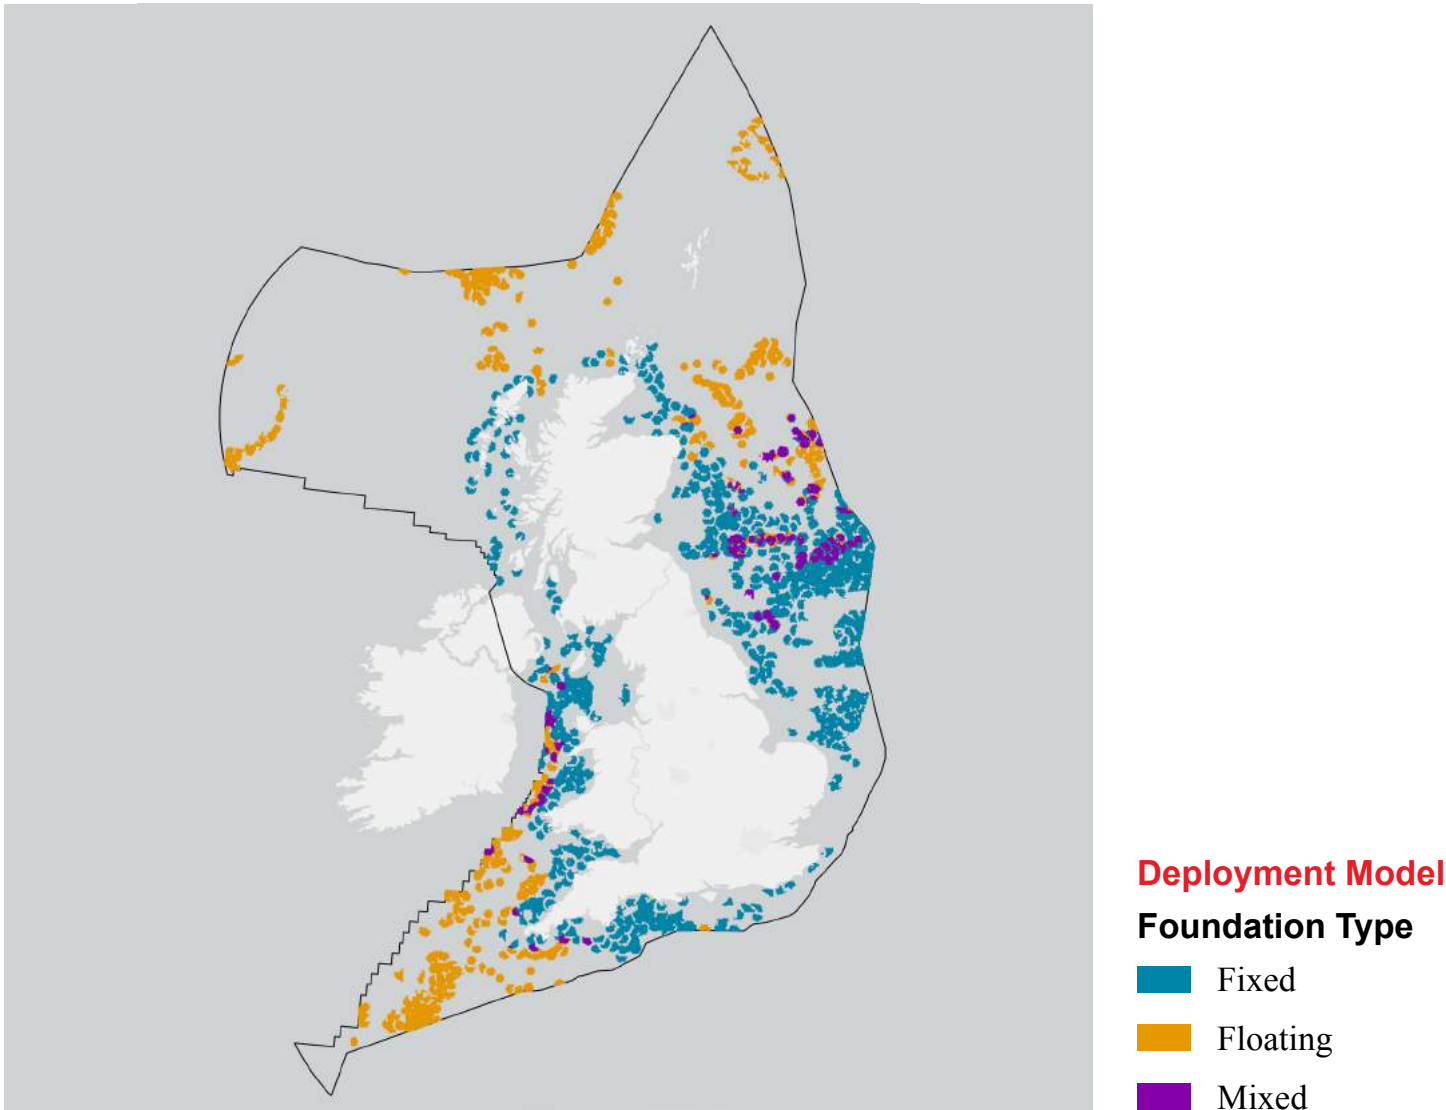 Deployment Model
Foundation Type
Fixed
Floating
Mixed